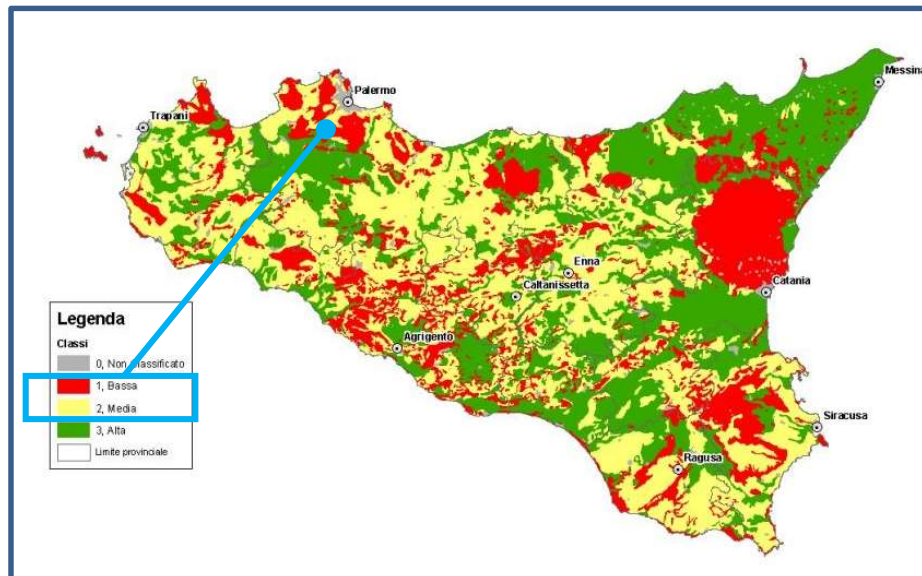 Messina
Palermo
Trapani
Enna
Caltanissetta
Catania
Legenda
Classi
Agrigento
0, Non classificato
1, Bassa
2, Media
Siracusa
3, Alta
Limite provinciale
Ragusa